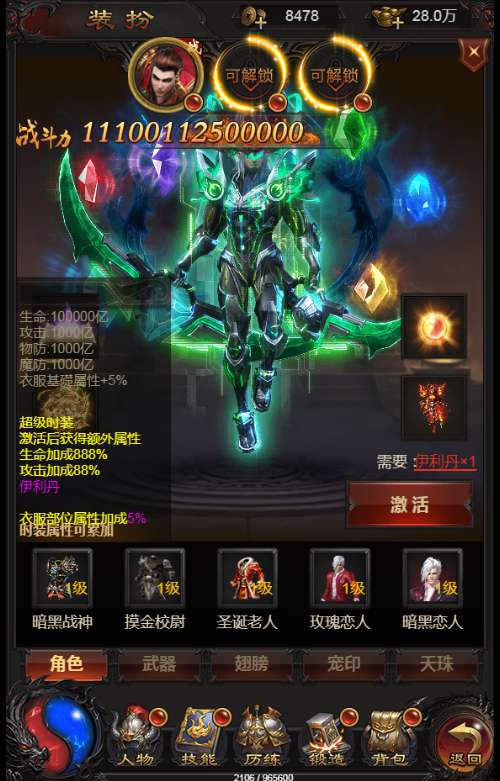 装扮
8478
28.0万
可解锁
可解锁
战斗力 11100112500000
生命:100000亿
攻击:1000亿
物防:1000亿
魔防:1000亿
衣服基礎属性+5%
超级时装
激活后获得额外属性
生命加成888%
攻击加成88%
伊利丹
衣服部位属性加成5%
时装属性可累加
需要:伊利丹×1
激活
1级 1级 1级 1级 1级
暗黑战神 摸金校尉 圣诞老人 玫瑰恋人 暗黑恋人
角色 武器 翅膀 宠印 天珠
人物 技能 历练 锻造 背包 返回
2106 / 965600